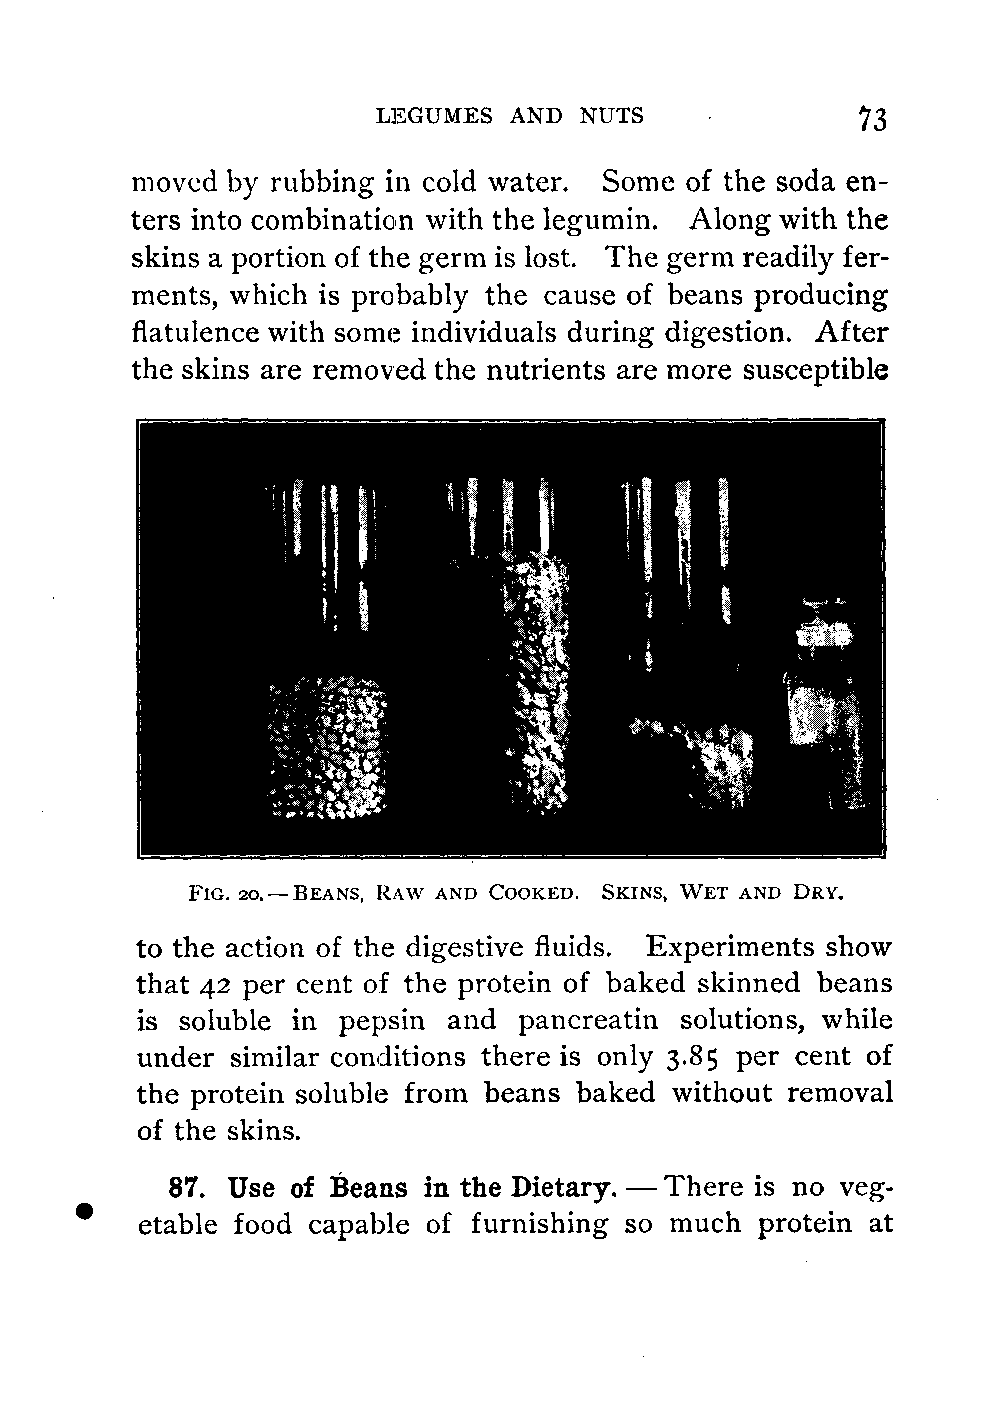 LEGUMES AND NUTS 73
moved by rubbing in cold water. Some of the soda en-
ters into combination with the legumin. Along with the
skins a portion of the germ is lost. The germ readily fer-
ments, which is probably the cause of beans producing
flatulence with some individuals during digestion. After
the skins are removed the nutrients are more susceptible
FIG. 20.—BEANS, RAW AND COOKED. SKINS, WET AND DRY.
to the action of the digestive fluids. Experiments show
that 42 per cent of the protein of baked skinned beans
is soluble in pepsin and pancreatin solutions, while
under similar conditions there is only 3.85 per cent of
the protein soluble from beans baked without removal
of the skins.
87. Use of Beans in the Dietary. — There is no veg-
etable food capable of furnishing so much protein at